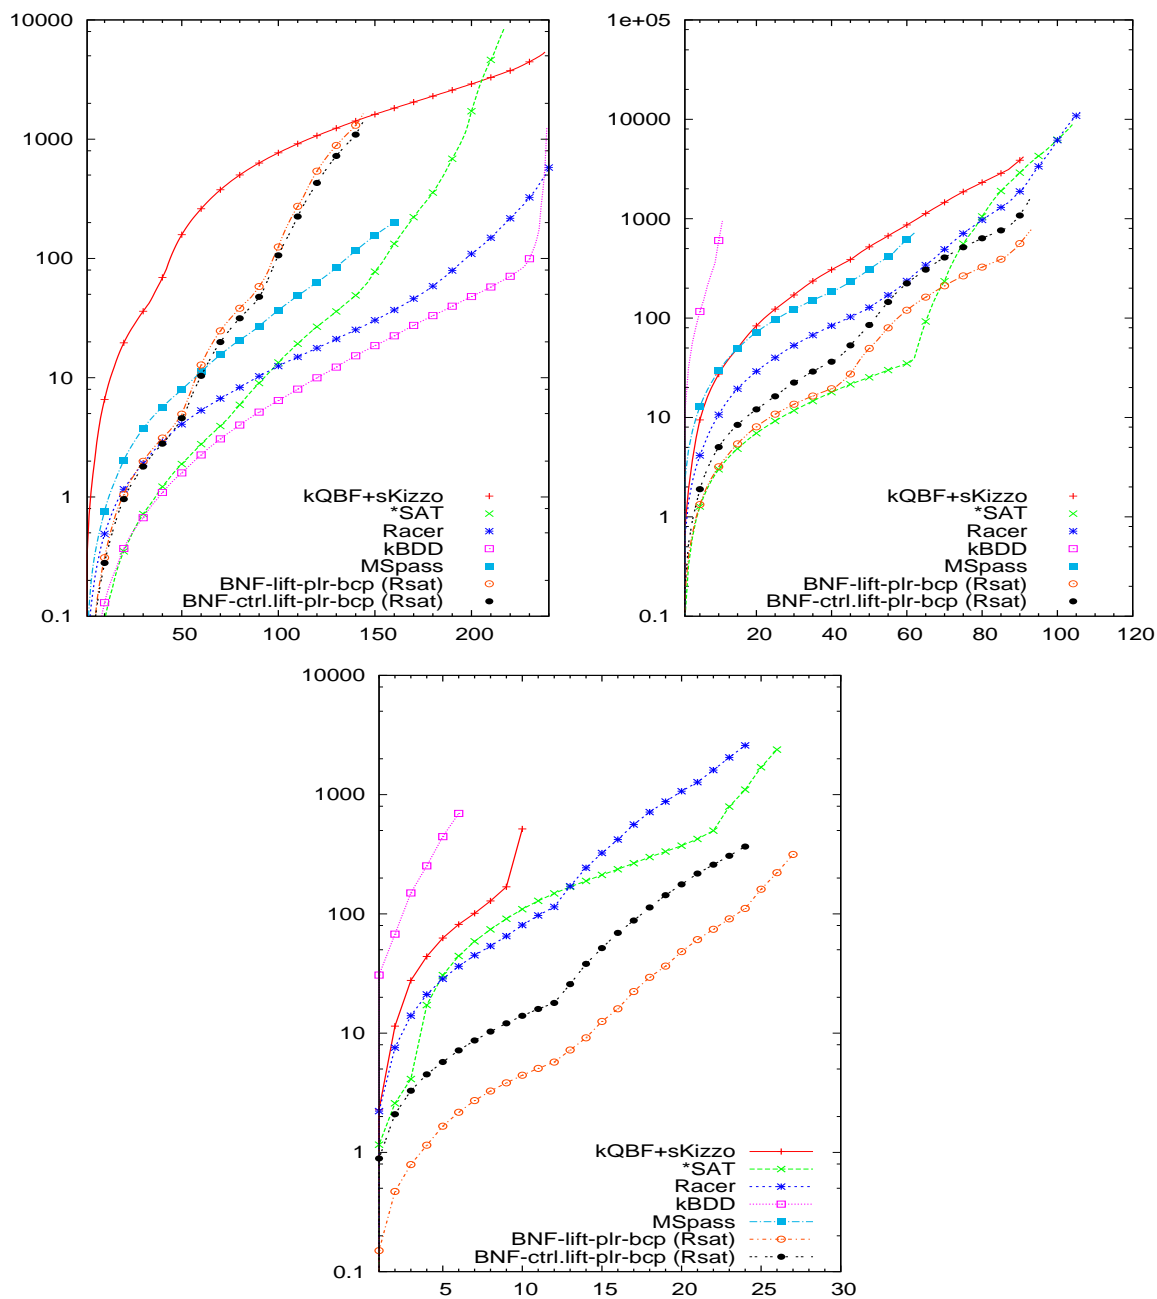 10000
1000
100
10
1
0.1
50
100
150
200
kQBF+sKizzo
*SAT
Racer
kBDD
MSpass
BNF-lift-plr-bcp (Rsat)
BNF-ctrl.lift-plr-bcp (Rsat)
1e+05
10000
1000
100
10
1
0.1
20
40
60
80
100
120
kQBF+sKizzo
*SAT
Racer
kBDD
MSpass
BNF-lift-plr-bcp (Rsat)
BNF-ctrl.lift-plr-bcp (Rsat)
10000
1000
100
10
1
0.1
5
10
15
20
25
30
kQBF+sKizzo
*SAT
Racer
kBDD
MSpass
BNF-lift-plr-bcp (Rsat)
BNF-ctrl.lift-plr-bcp (Rsat)